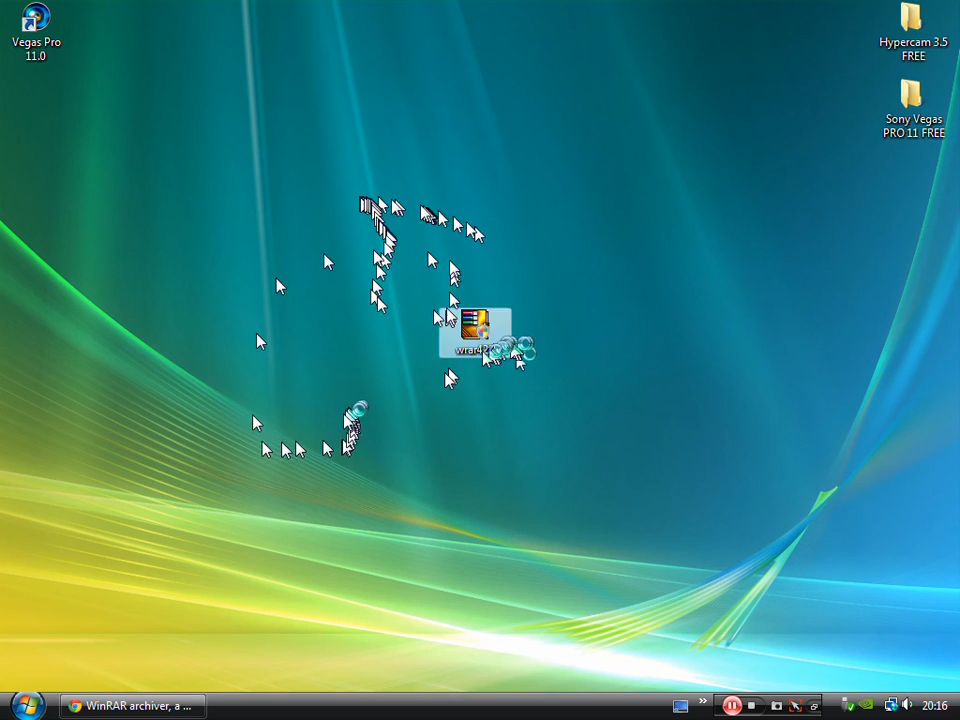 Vegas Pro
11.0
Hypercam 3.5
FREE
Sony Vegas
PRO 11 FREE
WinRAR archiver, a ...
20:16